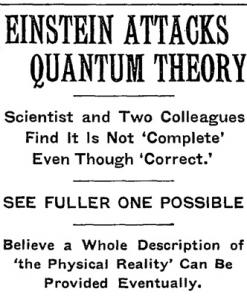 EINSTEIN ATTACKS
QUANTUM THEORY
Scientist and Two Colleagues
Find It Is Not ‘Complete’
Even Though ‘Correct.’
SEE FULLER ONE POSSIBLE
Believe a Whole Description of
‘the Physical Reality’ Can Be
Provided Eventually.